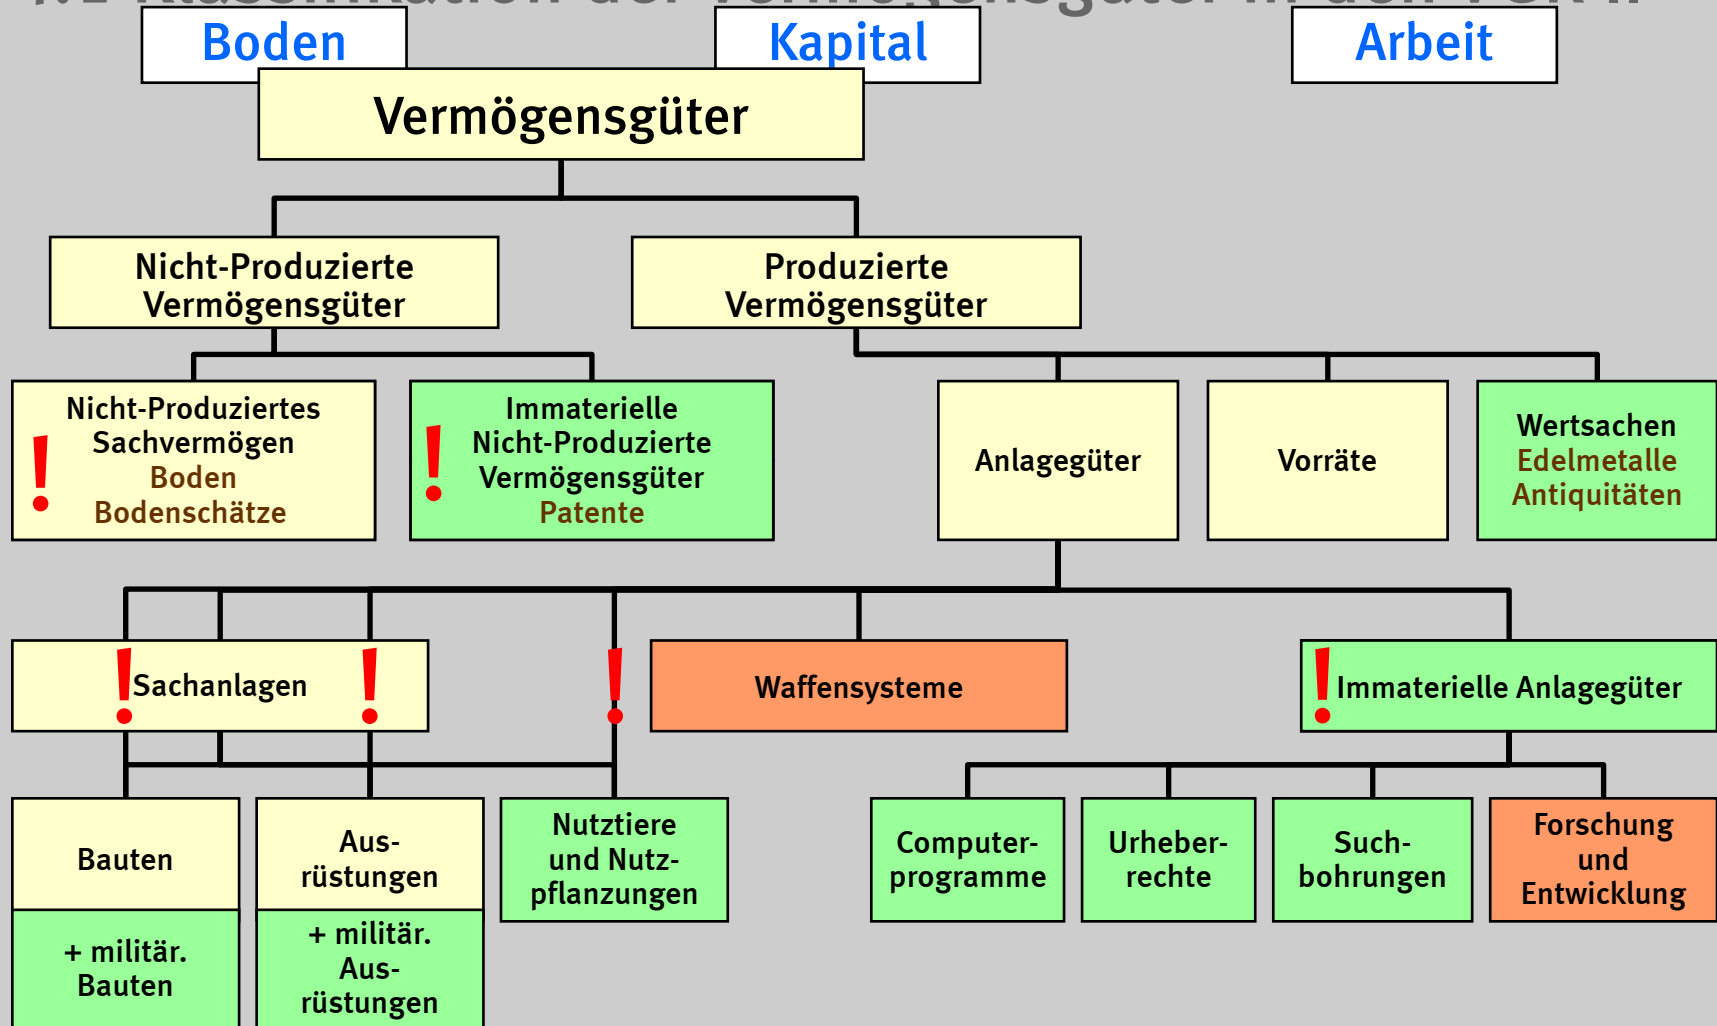 Boden
Kapital
Arbeit
Vermögensgüter
Nicht-Produzierte
Vermögensgüter
Produzierte
Vermögensgüter
Nicht-Produziertes
Sachvermögen
Boden
Bodenschätze
!
Immaterielle
Nicht-Produzierte
Vermögensgüter
Patente
!
Anlagegüter
Vorräte
Wertsachen
Edelmetalle
Antiquitäten
! Sachanlagen !
!
Waffensysteme
! Immaterielle Anlagegüter
Bauten
+ militär.
Bauten
Aus-
rüstungen
+ militär.
Aus-
rüstungen
Nutztiere
und Nutz-
pflanzungen
Computer-
programme
Urheber-
rechte
Such-
bohrungen
Forschung
und
Entwicklung